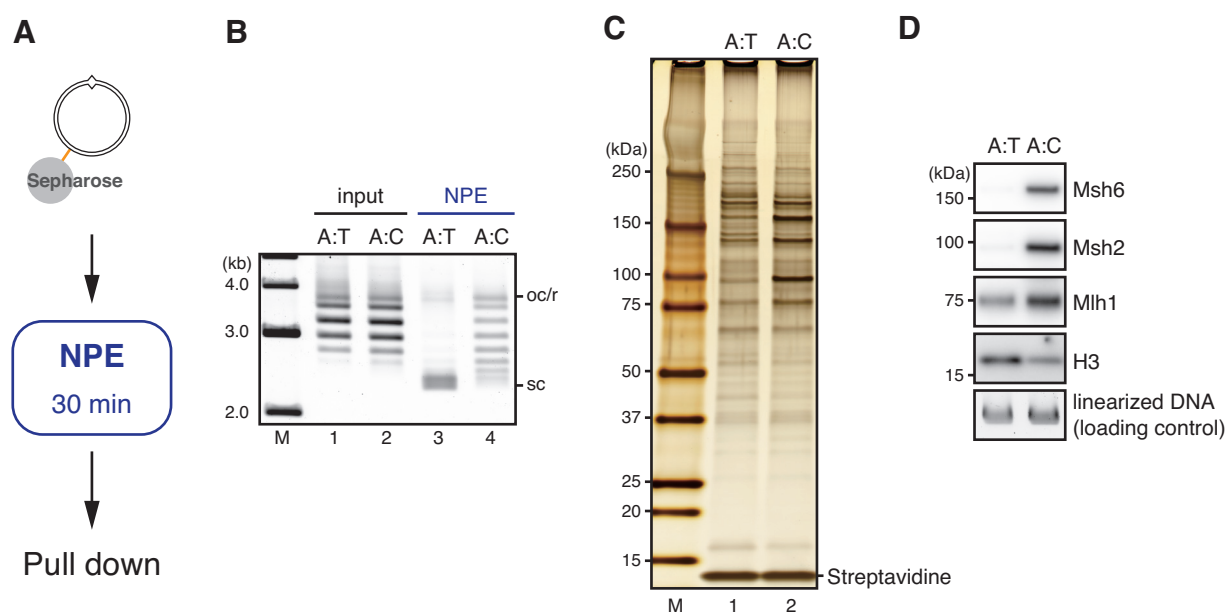 A
Sepharose
NPE
30 min
Pull down
B
input NPE
A:T A:C A:T A:C
(kb)
4.0
3.0
2.0
oc/r
sc
M 1 2 3 4
C
A:T A:C
(kDa)
250
150
100
75
50
37
25
20
15
Streptavidine
M 1 2
D
A:T A:C
(kDa)
150
Msh6
100
Msh2
75
Mlh1
15
H3
linearized DNA
(loading control)